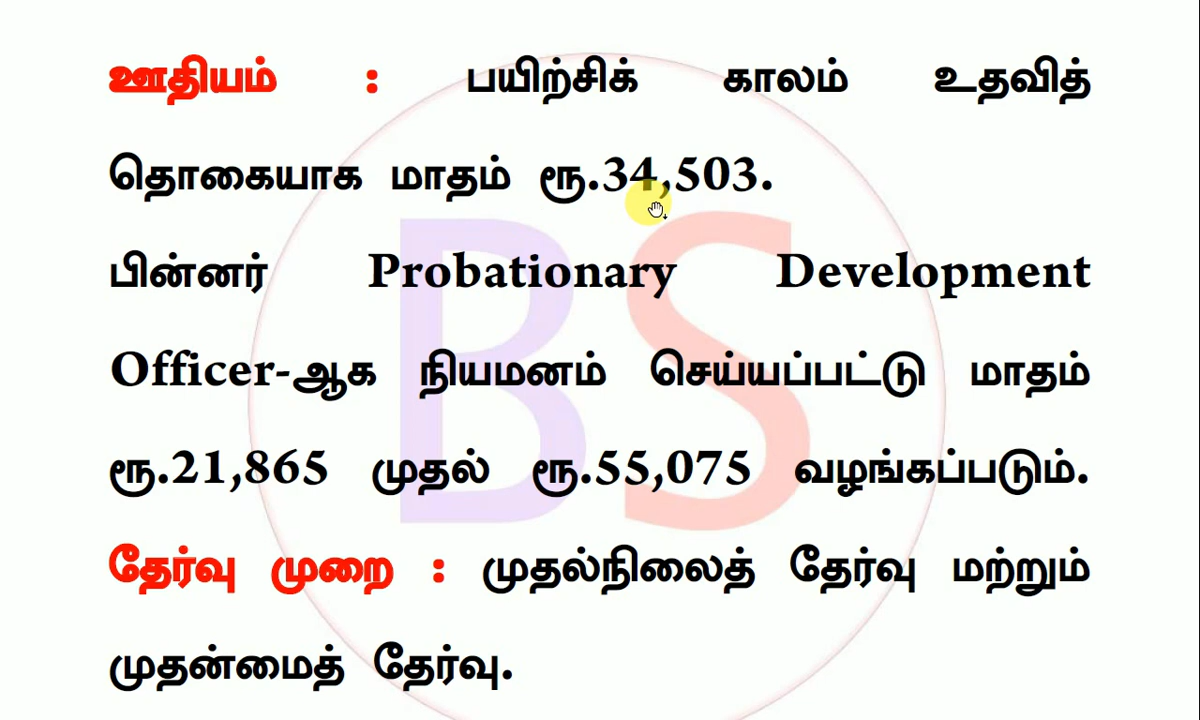 ஊதியம் : பயிற்சிக் காலம் உதவித்
தொகையாக மாதம் ரூ.34,503.
பின்னர் Probationary Development
Officer-ஆக நியமனம் செய்யப்பட்டு மாதம்
ரூ.21,865 முதல் ரூ.55,075 வழங்கப்படும்.
தேர்வு முறை : முதல்நிலைத் தேர்வு மற்றும்
முதன்மைத் தேர்வு.
BS